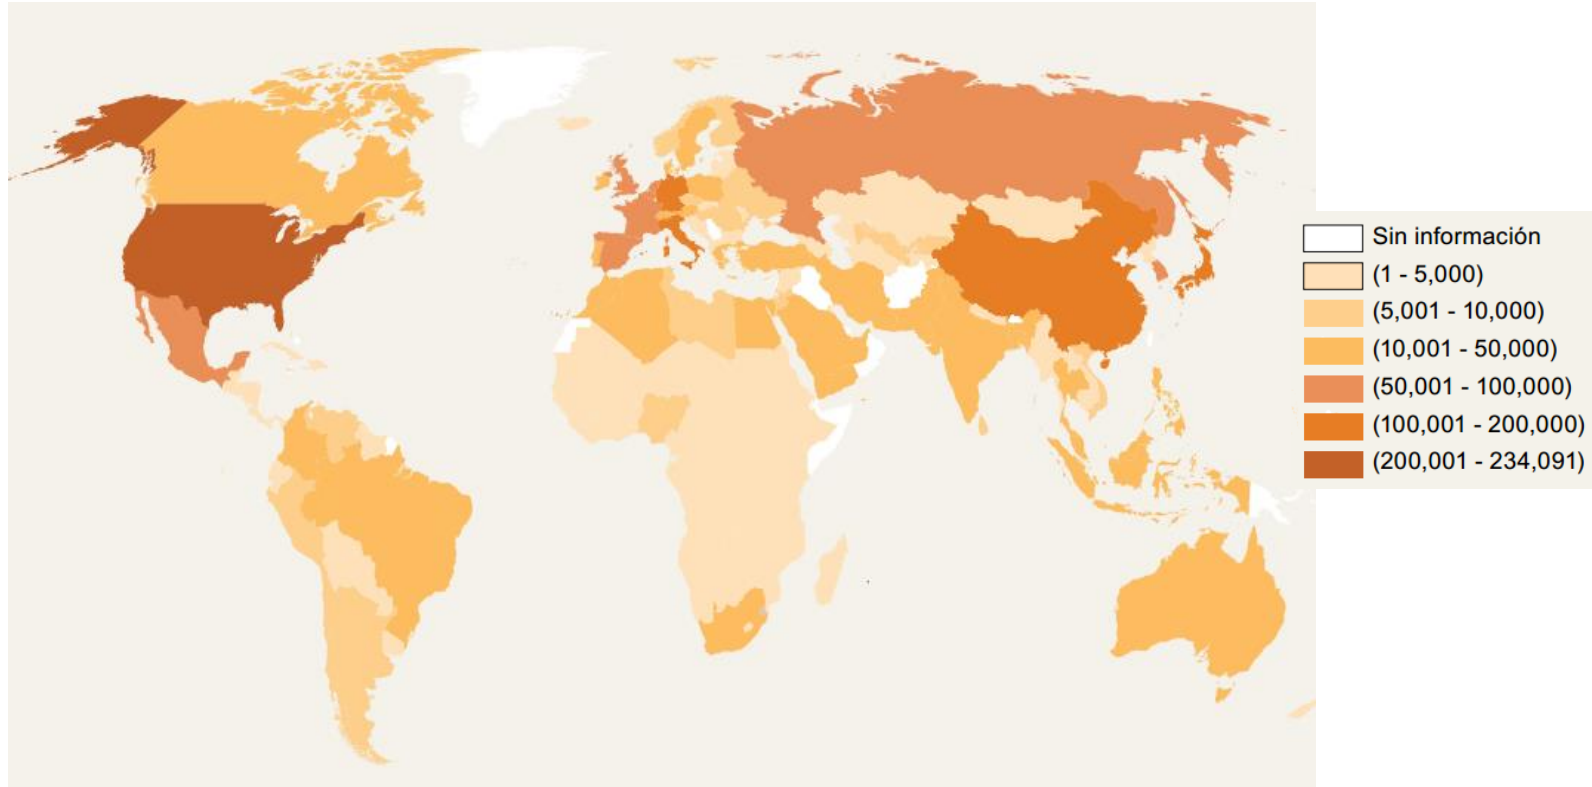 Sin información
(1 - 5,000)
(5,001 - 10,000)
(10,001 - 50,000)
(50,001 - 100,000)
(100,001 - 200,000)
(200,001 - 234,091)